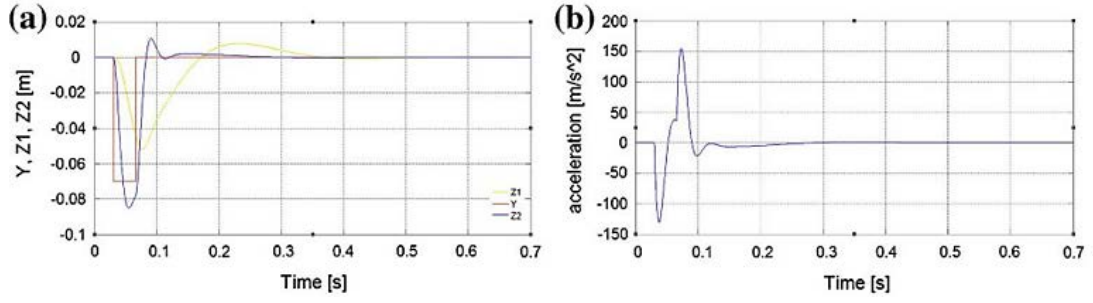 (a)
0.02
0
-0.02
-0.04
-0.06
-0.08
-0.1
Y, Z1, Z2 [m]
0 0.1 0.2 0.3 0.4 0.5 0.6 0.7
Time [s]
Z1
Y
Z2
(b)
200
150
100
50
0
-50
-100
-150
acceleration [m/s^2]
0 0.1 0.2 0.3 0.4 0.5 0.6 0.7
Time [s]